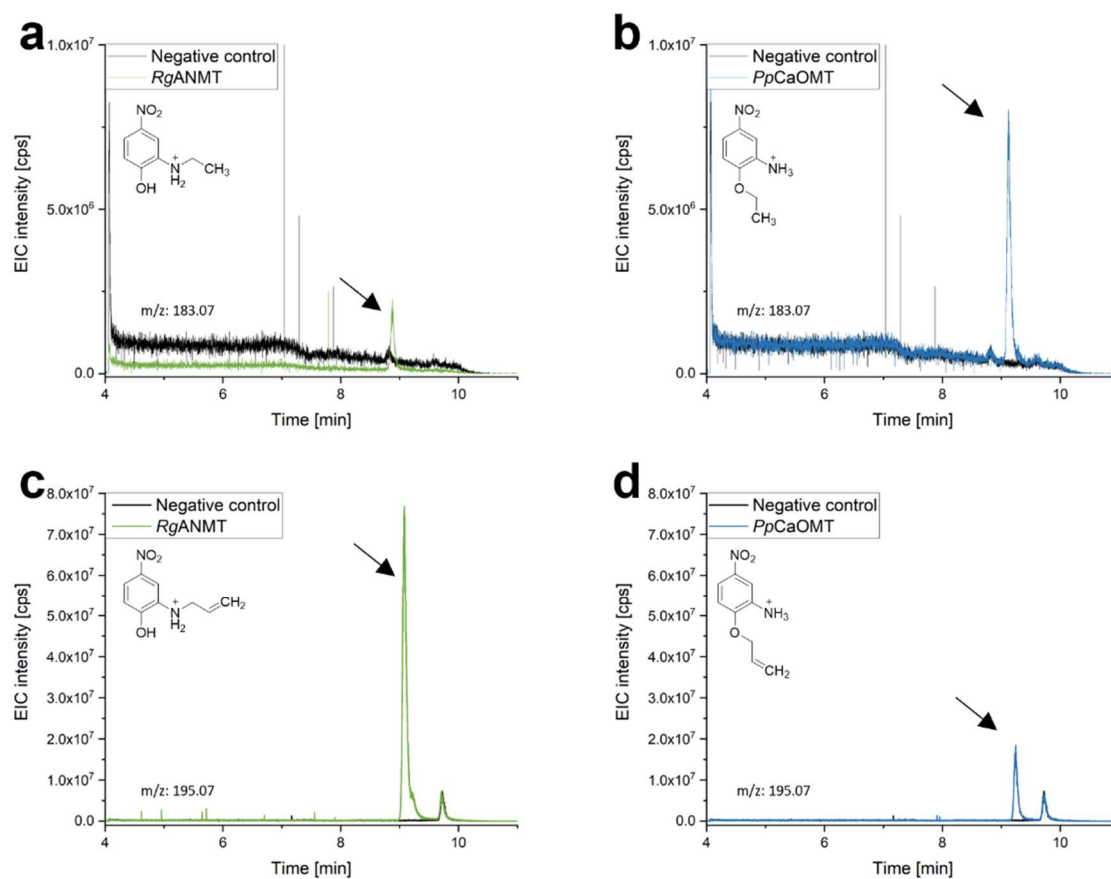 a
1.0x10⁷
Negative control
RgANMT
NO₂
N
H₂
+
CH₃
OH
5.0x10⁶
EIC intensity [cps]
m/z: 183.07
0.0
4 6 8 10
Time [min]
b
1.0x10⁷
Negative control
PpCaOMT
NO₂
+
NH₃
O
CH₃
5.0x10⁶
EIC intensity [cps]
m/z: 183.07
0.0
4 6 8 10
Time [min]
c
8.0x10⁷
Negative control
RgANMT
7.0x10⁷
NO₂
6.0x10⁷
+
N
H₂
CH₂
OH
5.0x10⁷
4.0x10⁷
EIC intensity [cps]
3.0x10⁷
2.0x10⁷
1.0x10⁷
m/z: 195.07
0.0
4 6 8 10
Time [min]
d
8.0x10⁷
Negative control
PpCaOMT
7.0x10⁷
NO₂
6.0x10⁷
+
NH₃
O
5.0x10⁷
CH₂
4.0x10⁷
EIC intensity [cps]
3.0x10⁷
2.0x10⁷
1.0x10⁷
m/z: 195.07
0.0
4 6 8 10
Time [min]